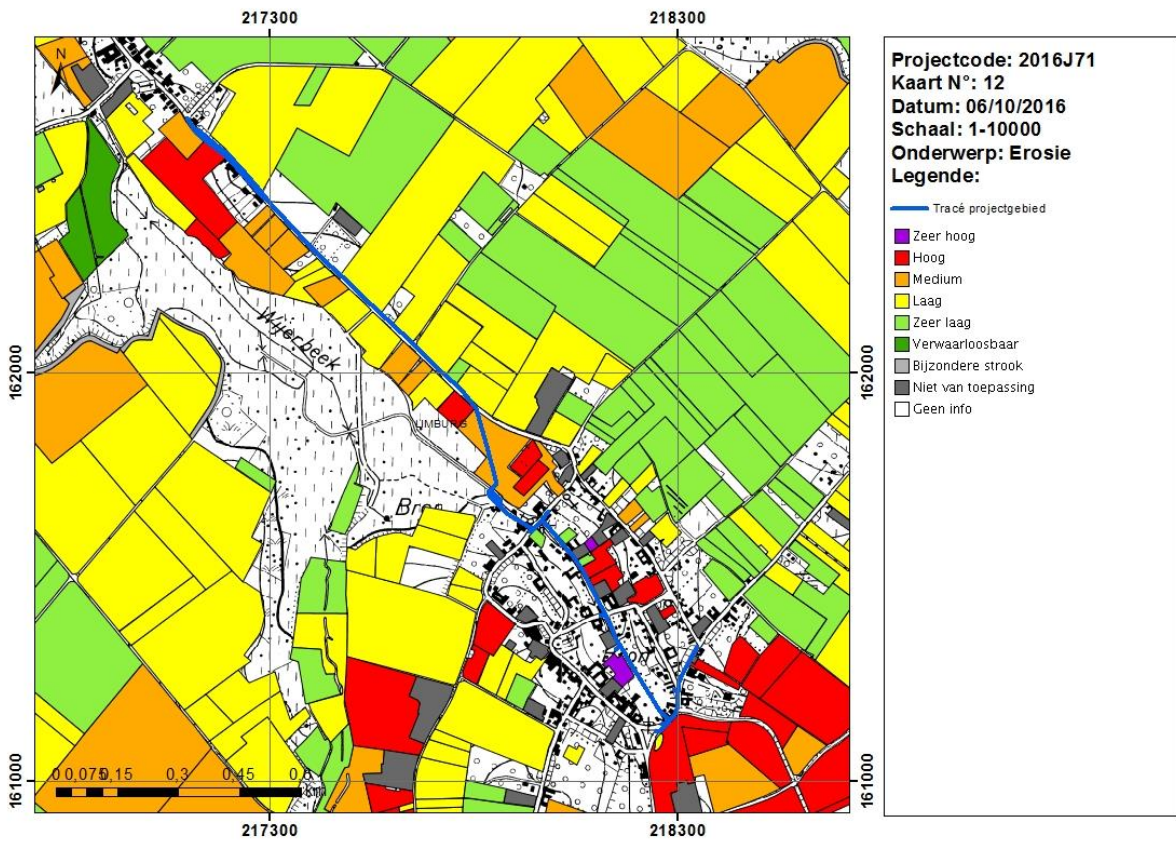 217300
218300
N
162000
162000
Wijerbeek
Bron
161000
161000
0 0,075 0,15 0,3 0,45 0,6
Km
217300
218300
Projectcode: 2016J71
Kaart N°: 12
Datum: 06/10/2016
Schaal: 1-10000
Onderwerp: Erosie
Legende:
Tracé projectgebied
Zeer hoog
Hoog
Medium
Laag
Zeer laag
Verwaarloosbaar
Bijzondere strook
Niet van toepassing
Geen info